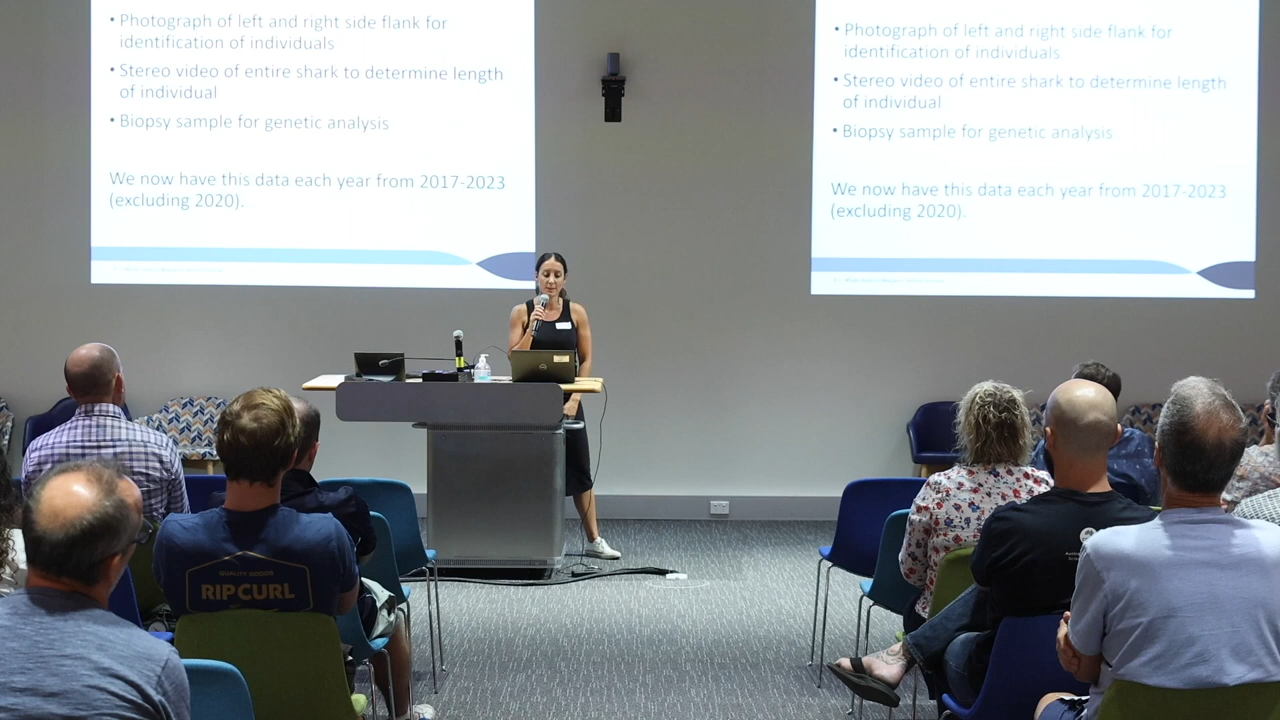 • Photograph of left and right side flank for
identification of individuals
• Stereo video of entire shark to determine length
of individual
• Biopsy sample for genetic analysis
We now have this data each year from 2017-2023
(excluding 2020).
• Photograph of left and right side flank for
identification of individuals
• Stereo video of entire shark to determine length
of individual
• Biopsy sample for genetic analysis
We now have this data each year from 2017-2023
(excluding 2020).
QUALITY GOODS
RIP CURL